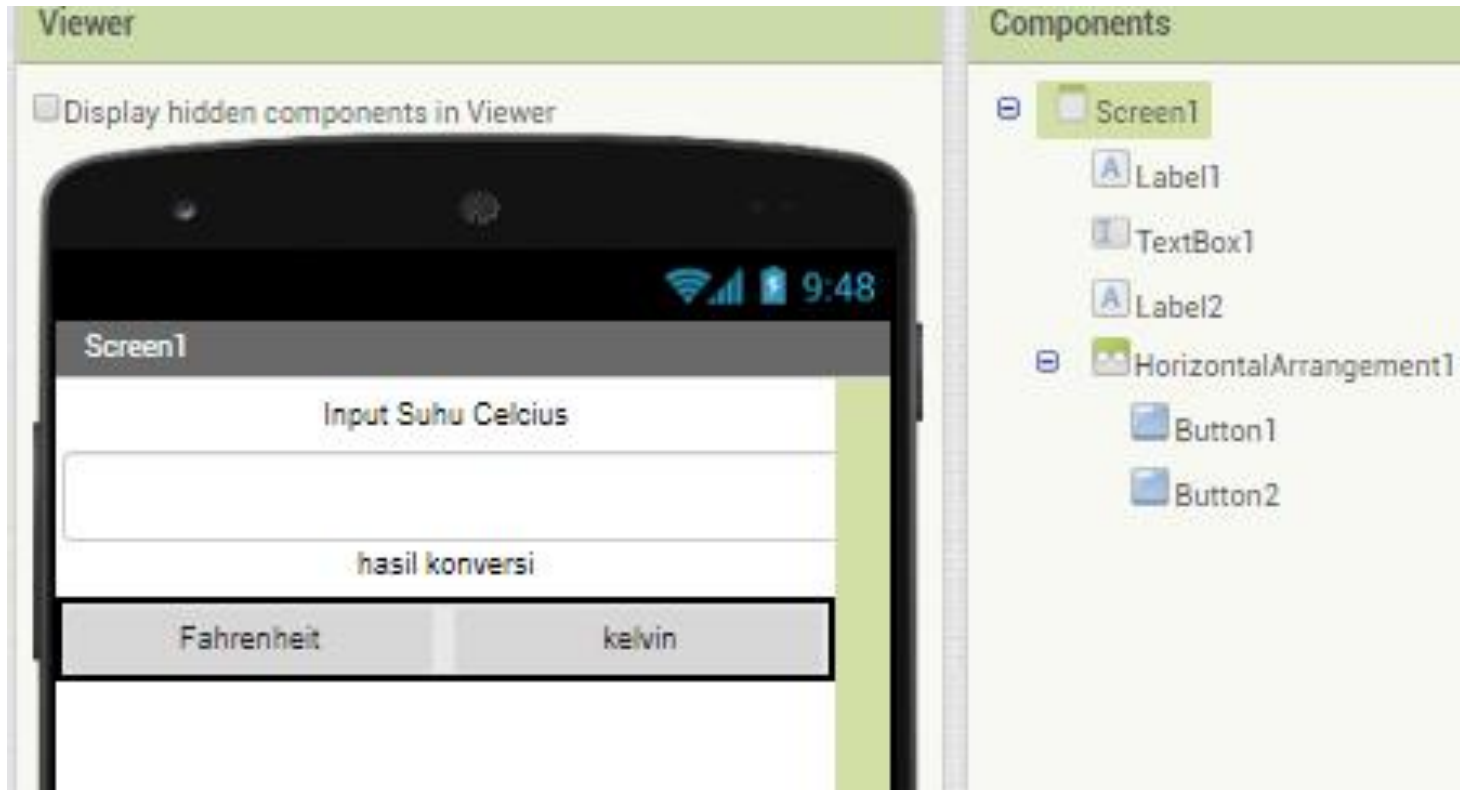 Viewer
Display hidden components in Viewer
9:48
Screen1
Input Suhu Celcius
hasil konversi
Fahrenheit
kelvin
Components
Screen1
Label1
TextBox1
Label2
HorizontalArrangement1
Button1
Button2